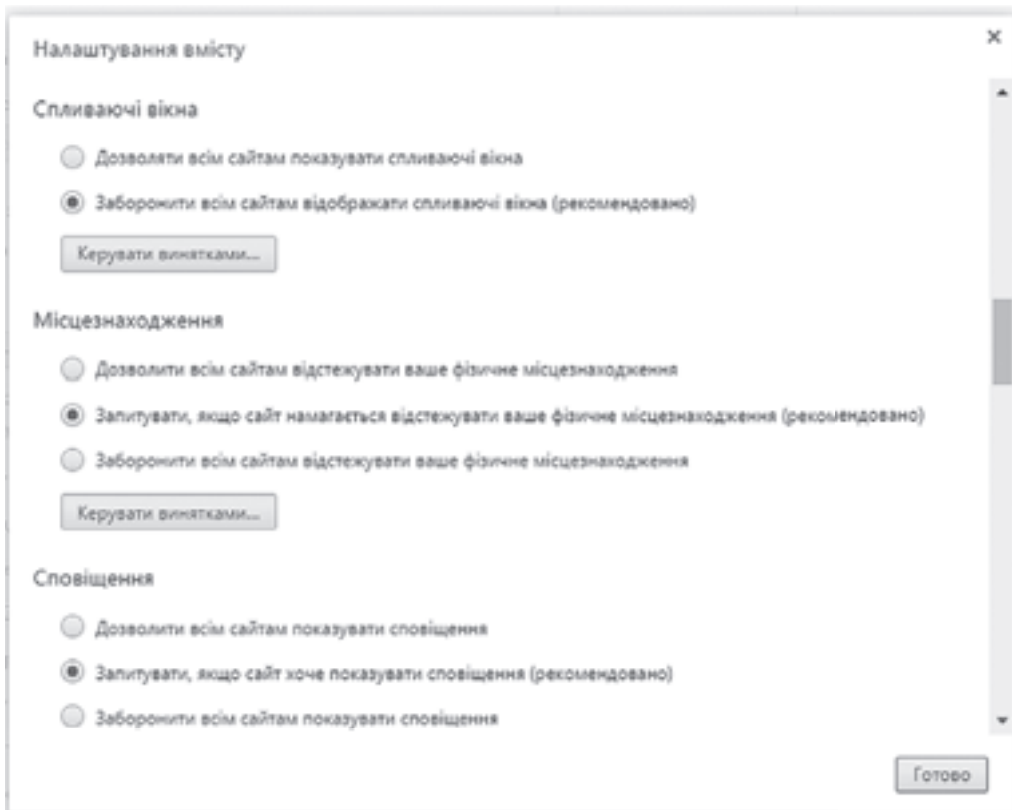 Налаштування вмісту
Спливаючі вікна
Дозволяти всім сайтам показувати спливаючі вікна
Заборонити всім сайтам відображати спливаючі вікна (рекомендовано)
Керувати винятками...
Місцезнаходження
Дозволити всім сайтам відстежувати ваше фізичне місцезнаходження
Запитувати, якщо сайт намагається відстежувати ваше фізичне місцезнаходження (рекомендовано)
Заборонити всім сайтам відстежувати ваше фізичне місцезнаходження
Керувати винятками...
Сповіщення
Дозволити всім сайтам показувати сповіщення
Запитувати, якщо сайт хоче показувати сповіщення (рекомендовано)
Заборонити всім сайтам показувати сповіщення
Готово